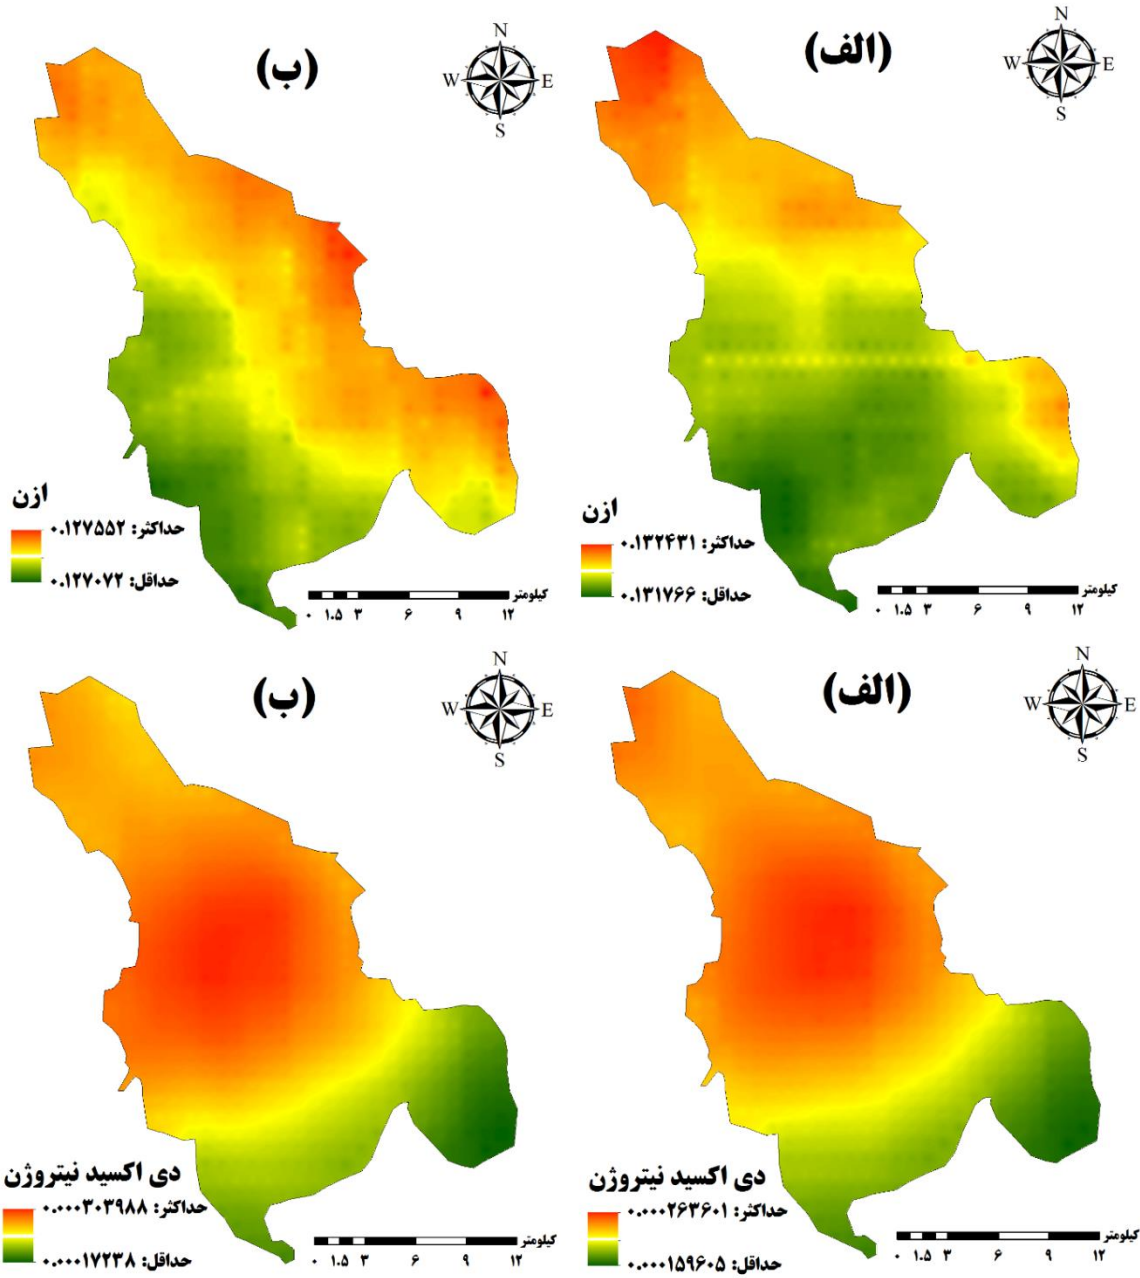 (الف)
N
W E
S
ازن
حداکثر: ۰.۱۳۲۴۳۱
حداقل: ۰.۱۳۱۷۶۶
کیلومتر
۰ ۱.۵ ۳ ۶ ۹ ۱۲
(ب)
N
W E
S
ازن
حداکثر: ۰.۱۲۷۵۵۲
حداقل: ۰.۱۲۷۰۷۲
کیلومتر
۰ ۱.۵ ۳ ۶ ۹ ۱۲
(الف)
N
W E
S
دی اکسید نیتروژن
حداکثر: ۰.۰۰۰۲۶۳۶۰۱
حداقل: ۰.۰۰۰۱۵۹۶۰۵
کیلومتر
۰ ۱.۵ ۳ ۶ ۹ ۱۲
(ب)
N
W E
S
دی اکسید نیتروژن
حداکثر: ۰.۰۰۰۳۰۳۹۸۸
حداقل: ۰.۰۰۰۱۷۲۳۸
کیلومتر
۰ ۱.۵ ۳ ۶ ۹ ۱۲